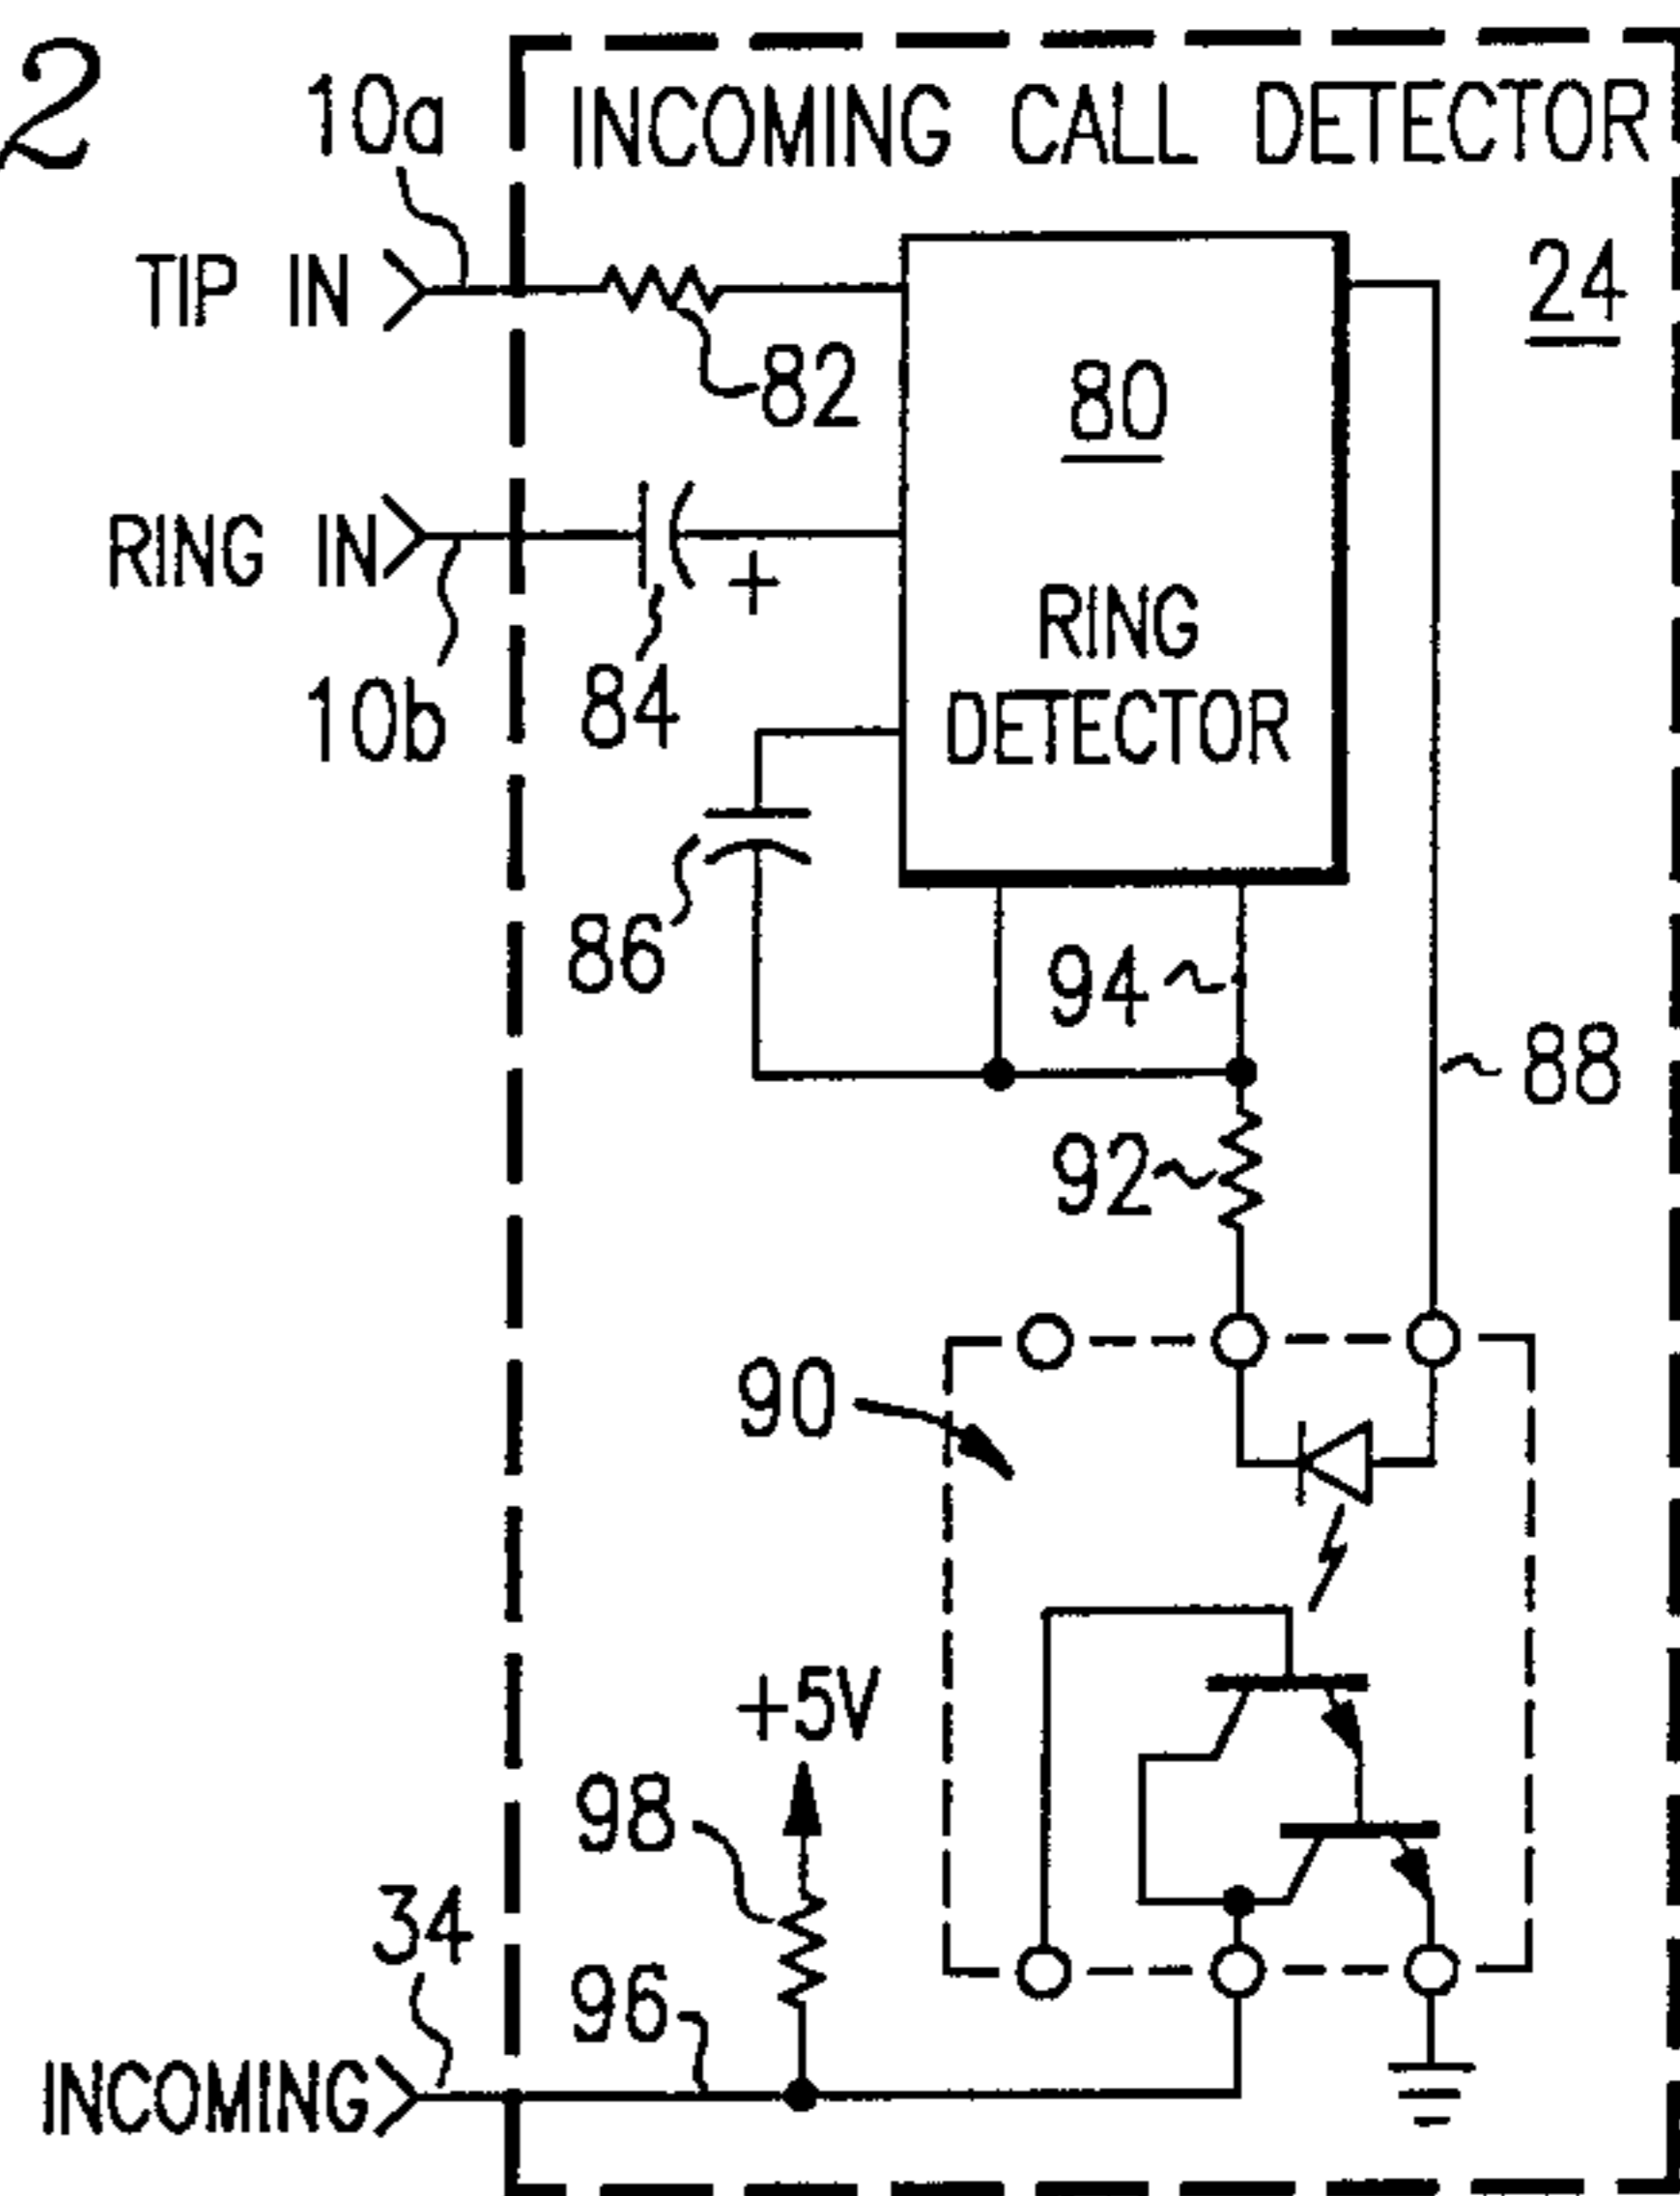 2
10a
INCOMING CALL DETECTOR
TIP IN
24
82
80
RING IN
+
RING
DETECTOR
10b
84
86
94
88
92
90
+5V
98
34
96
INCOMING